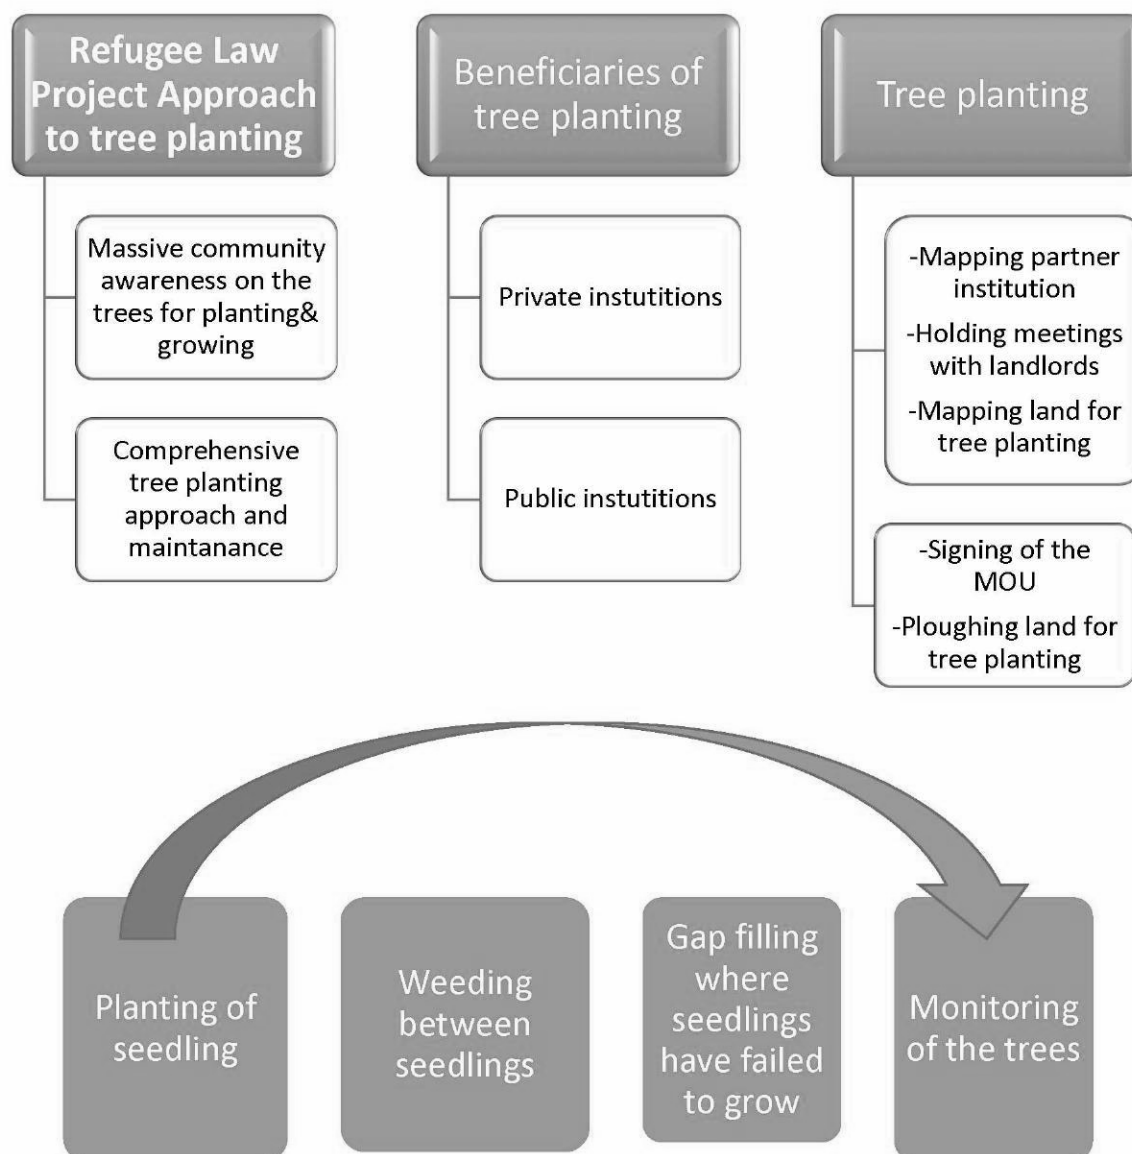 Refugee Law
Project Approach
to tree planting
Massive community
awareness on the
trees for planting&
growing
Comprehensive
tree planting
approach and
maintanance
Beneficiaries of
tree planting
Private instutitions
Public instutitions
Tree planting
-Mapping partner
institution
-Holding meetings
with landlords
-Mapping land for
tree planting
-Signing of the
MOU
-Ploughing land for
tree planting
Planting of
seedling
Weeding
between
seedlings
Gap filling
where
seedlings
have failed
to grow
Monitoring
of the trees